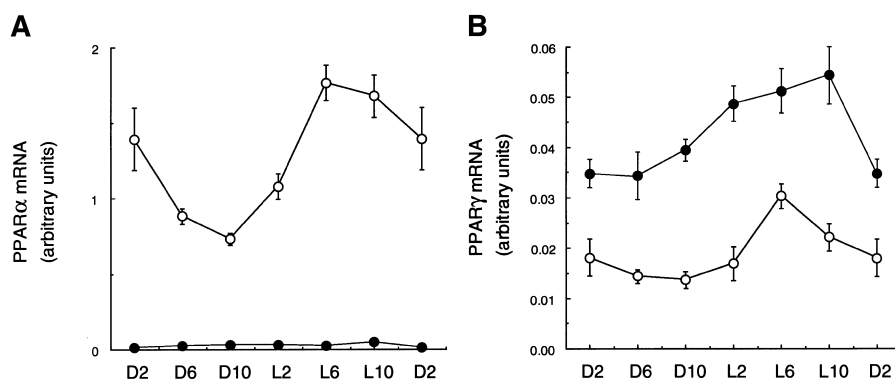 A
PPARα mRNA
(arbitrary units)
2
1
0
D2 D6 D10 L2 L6 L10 D2
B
PPARγ mRNA
(arbitrary units)
0.06
0.05
0.04
0.03
0.02
0.01
0.00
D2 D6 D10 L2 L6 L10 D2